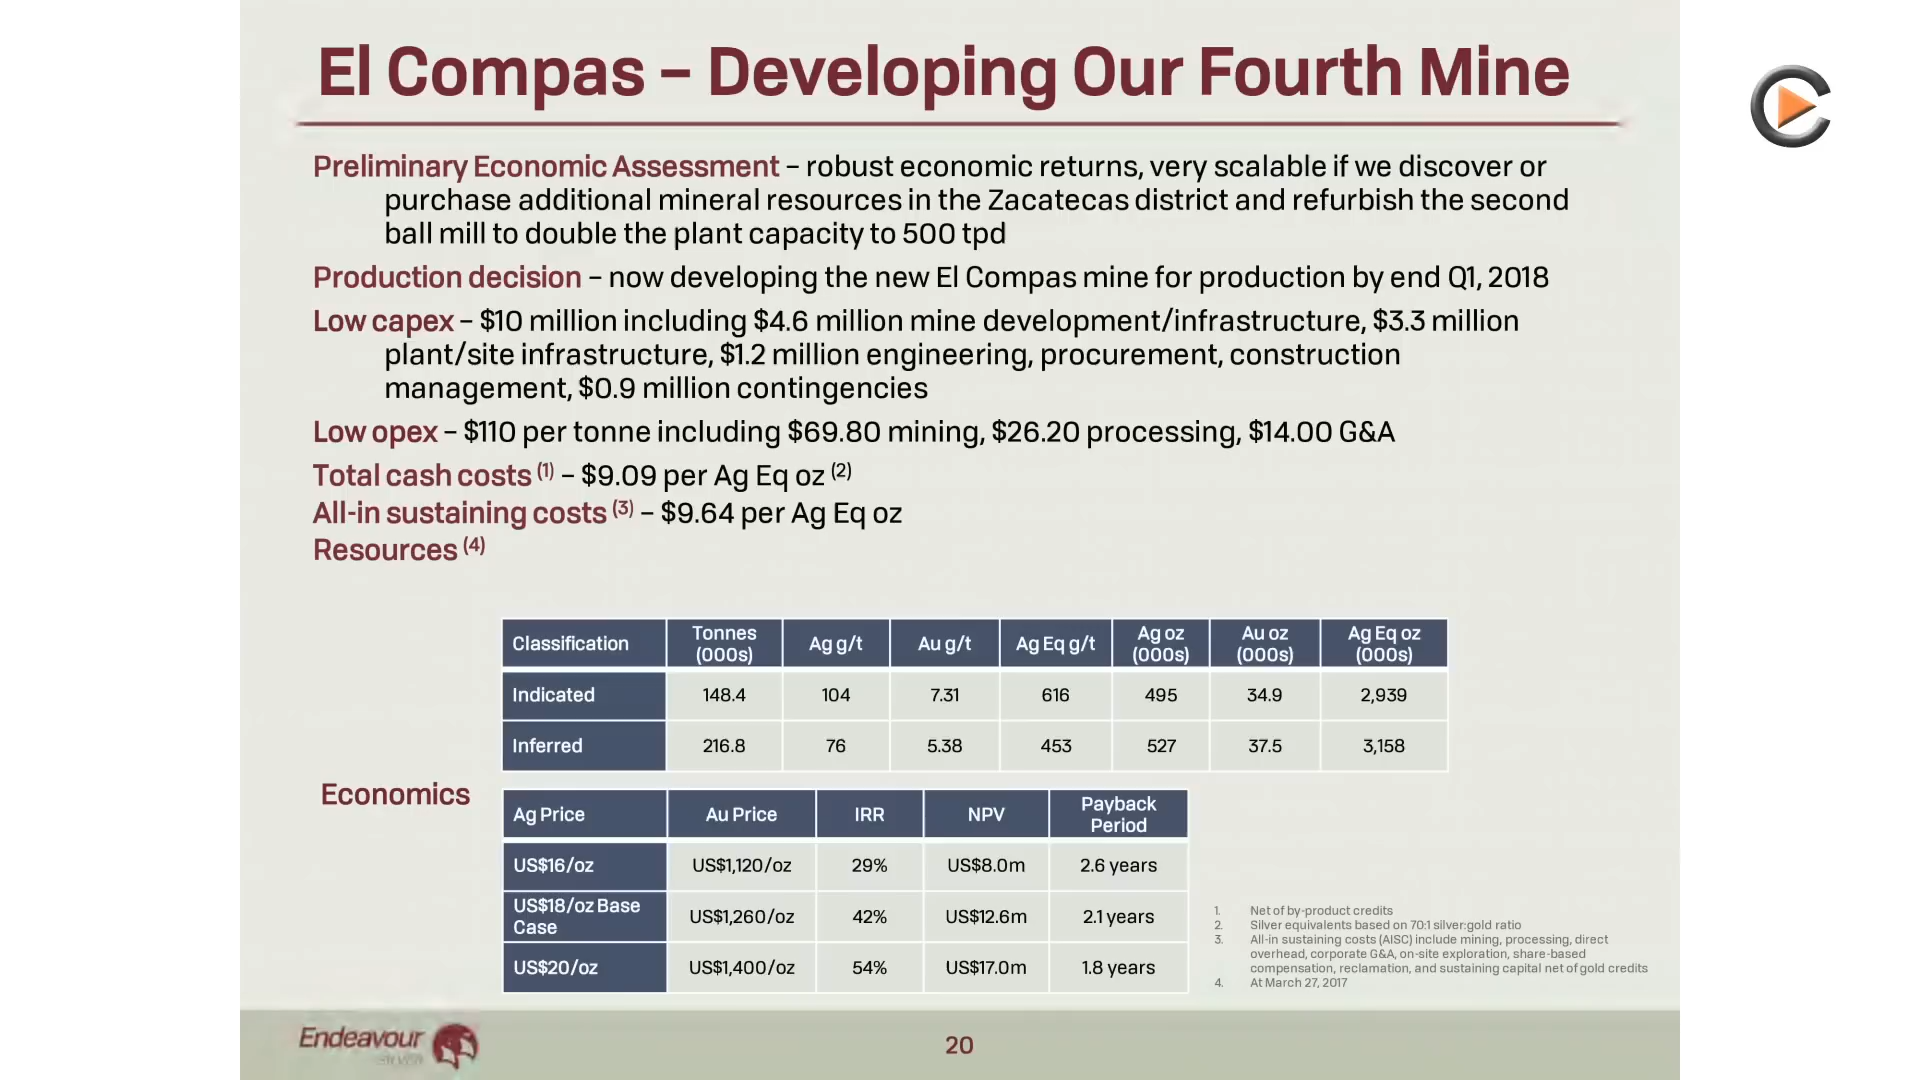 El Compas – Developing Our Fourth Mine
Preliminary Economic Assessment – robust economic returns, very scalable if we discover or
purchase additional mineral resources in the Zacatecas district and refurbish the second
ball mill to double the plant capacity to 500 tpd
Production decision – now developing the new El Compas mine for production by end Q1, 2018
Low capex – $10 million including $4.6 million mine development/infrastructure, $3.3 million
plant/site infrastructure, $1.2 million engineering, procurement, construction
management, $0.9 million contingencies
Low opex – $110 per tonne including $69.80 mining, $26.20 processing, $14.00 G&A
Total cash costs (1) – $9.09 per Ag Eq oz (2)
All-in sustaining costs (3) – $9.64 per Ag Eq oz
Resources (4)
Classification Tonnes (000s) Ag g/t Au g/t Ag Eq g/t Ag oz (000s) Au oz (000s) Ag Eq oz (000s)
Indicated 148.4 104 7.31 616 495 34.9 2,939
Inferred 216.8 76 5.38 453 527 37.5 3,158
Economics
Ag Price Au Price IRR NPV Payback Period
US$16/oz US$1,120/oz 29% US$8.0m 2.6 years
US$18/oz Base Case US$1,260/oz 42% US$12.6m 2.1 years
US$20/oz US$1,400/oz 54% US$17.0m 1.8 years
1. Net of by-product credits
2. Silver equivalents based on 70:1 silver:gold ratio
3. All-in sustaining costs (AISC) include mining, processing, direct
overhead, corporate G&A, on-site exploration, share-based
compensation, reclamation, and sustaining capital net of gold credits
4. At March 27, 2017
Endeavour
20